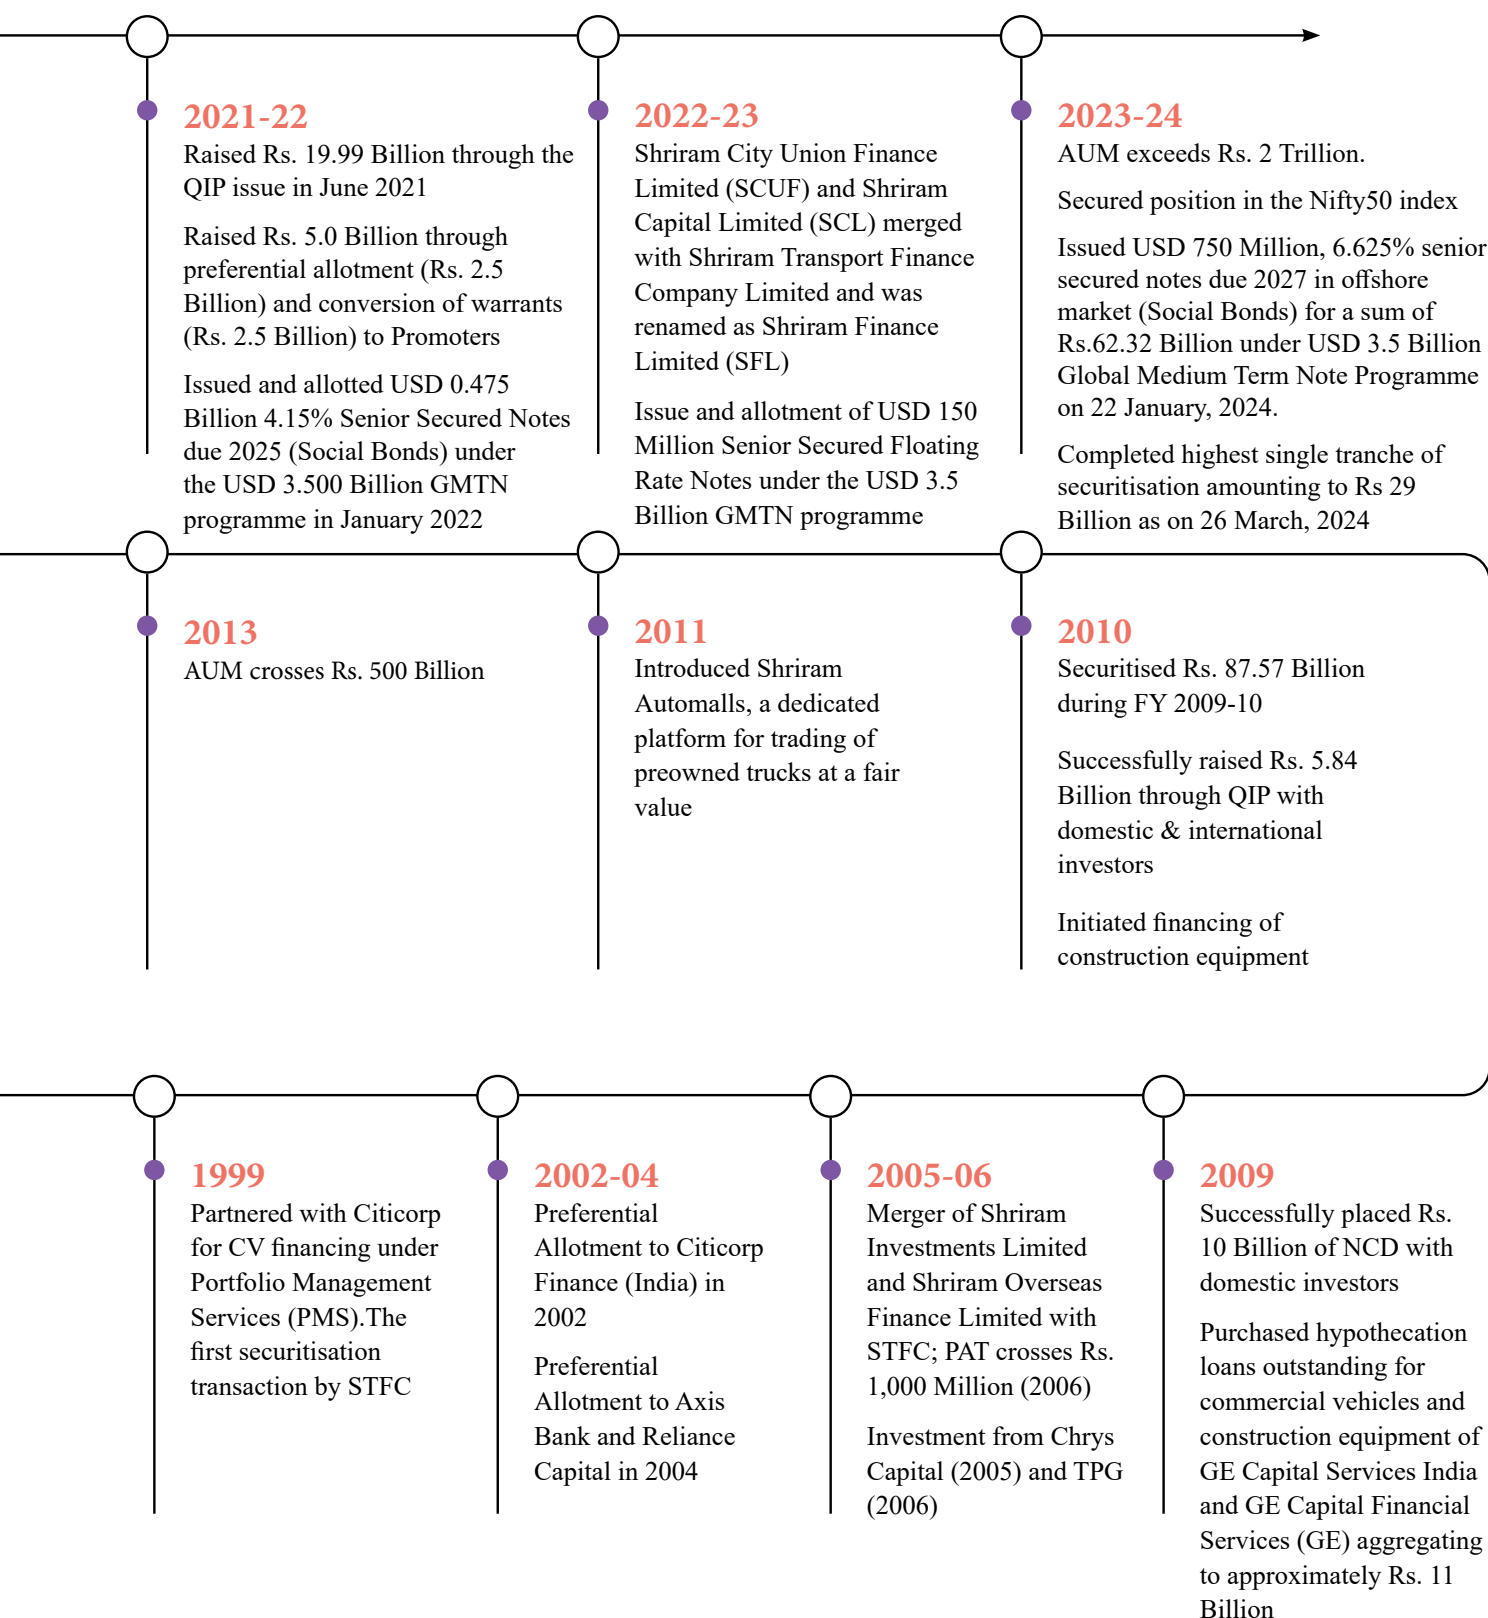 2021-22
Raised Rs. 19.99 Billion through the
QIP issue in June 2021
Raised Rs. 5.0 Billion through
preferential allotment (Rs. 2.5
Billion) and conversion of warrants
(Rs. 2.5 Billion) to Promoters
Issued and allotted USD 0.475
Billion 4.15% Senior Secured Notes
due 2025 (Social Bonds) under
the USD 3.500 Billion GMTN
programme in January 2022
2022-23
Shriram City Union Finance
Limited (SCUF) and Shriram
Capital Limited (SCL) merged
with Shriram Transport Finance
Company Limited and was
renamed as Shriram Finance
Limited (SFL)
Issue and allotment of USD 150
Million Senior Secured Floating
Rate Notes under the USD 3.5
Billion GMTN programme
2023-24
AUM exceeds Rs. 2 Trillion.
Secured position in the Nifty50 index
Issued USD 750 Million, 6.625% senior
secured notes due 2027 in offshore
market (Social Bonds) for a sum of
Rs.62.32 Billion under USD 3.5 Billion
Global Medium Term Note Programme
on 22 January, 2024.
Completed highest single tranche of
securitisation amounting to Rs 29
Billion as on 26 March, 2024
2013
AUM crosses Rs. 500 Billion
2011
Introduced Shriram
Automalls, a dedicated
platform for trading of
preowned trucks at a fair
value
2010
Securitised Rs. 87.57 Billion
during FY 2009-10
Successfully raised Rs. 5.84
Billion through QIP with
domestic & international
investors
Initiated financing of
construction equipment
1999
Partnered with Citicorp
for CV financing under
Portfolio Management
Services (PMS).The
first securitisation
transaction by STFC
2002-04
Preferential
Allotment to Citicorp
Finance (India) in
2002
Preferential
Allotment to Axis
Bank and Reliance
Capital in 2004
2005-06
Merger of Shriram
Investments Limited
and Shriram Overseas
Finance Limited with
STFC; PAT crosses Rs.
1,000 Million (2006)
Investment from Chrys
Capital (2005) and TPG
(2006)
2009
Successfully placed Rs.
10 Billion of NCD with
domestic investors
Purchased hypothecation
loans outstanding for
commercial vehicles and
construction equipment of
GE Capital Services India
and GE Capital Financial
Services (GE) aggregating
to approximately Rs. 11
Billion